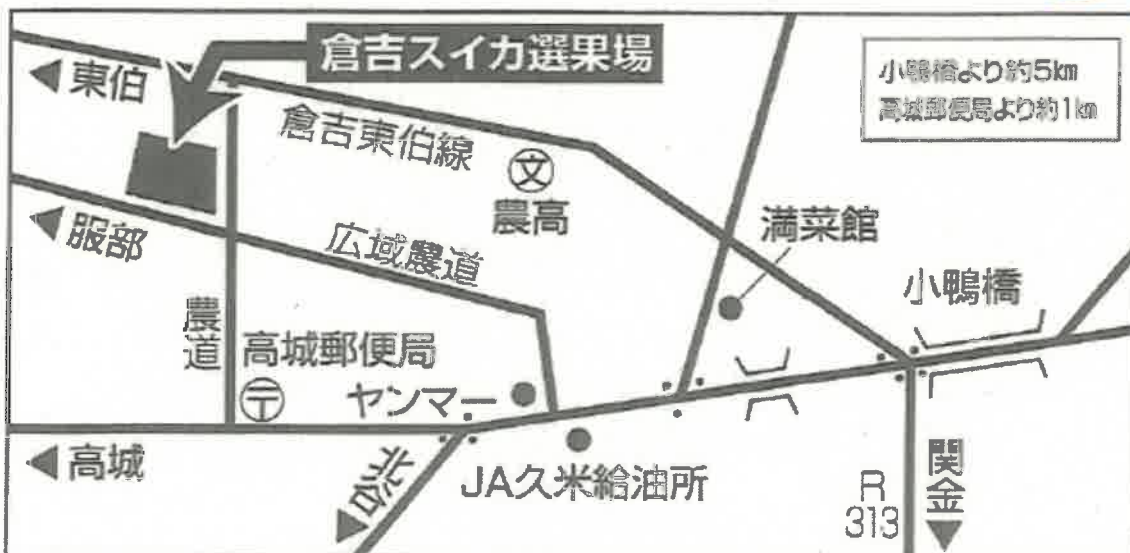 倉吉スイカ選果場
小鴨橋より約5km
高城郵便局より約1km
◀東伯
倉吉東伯線
文
農高
満菜館
◀服部
広域農道
小鴨橋
農道
高城郵便局
〒
ヤンマー
◀高城
北谷▶
JA久米給油所
R
313
関金▶